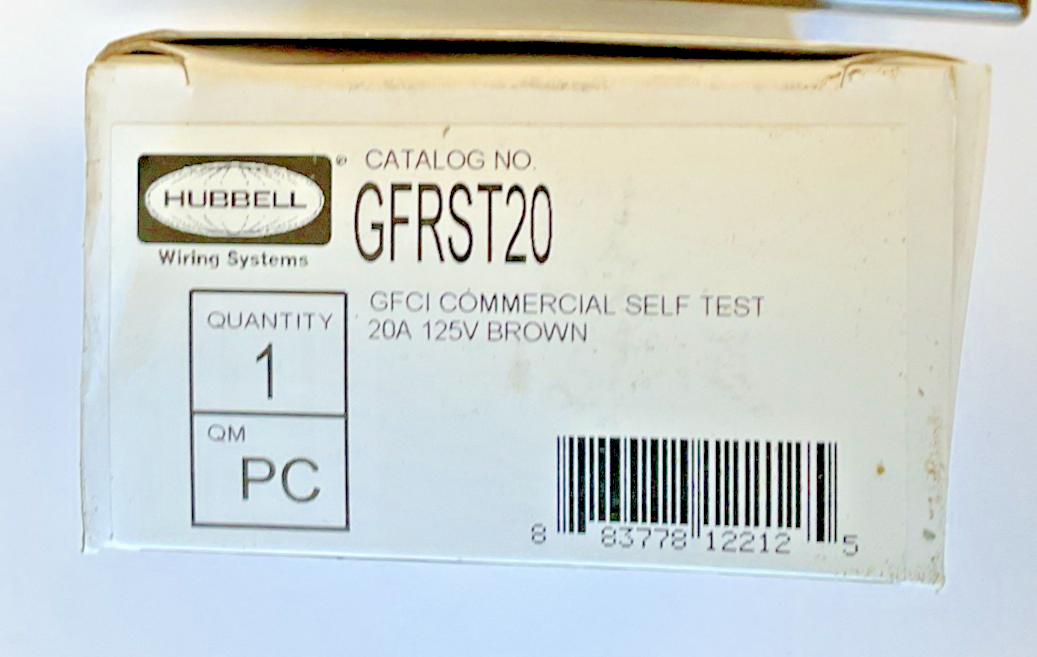 HUBBELL ®
Wiring Systems
CATALOG NO.
GFRST20
GFCI COMMERCIAL SELF TEST
20A 125V BROWN
QUANTITY
1
QM
PC
8 83778 12212 5